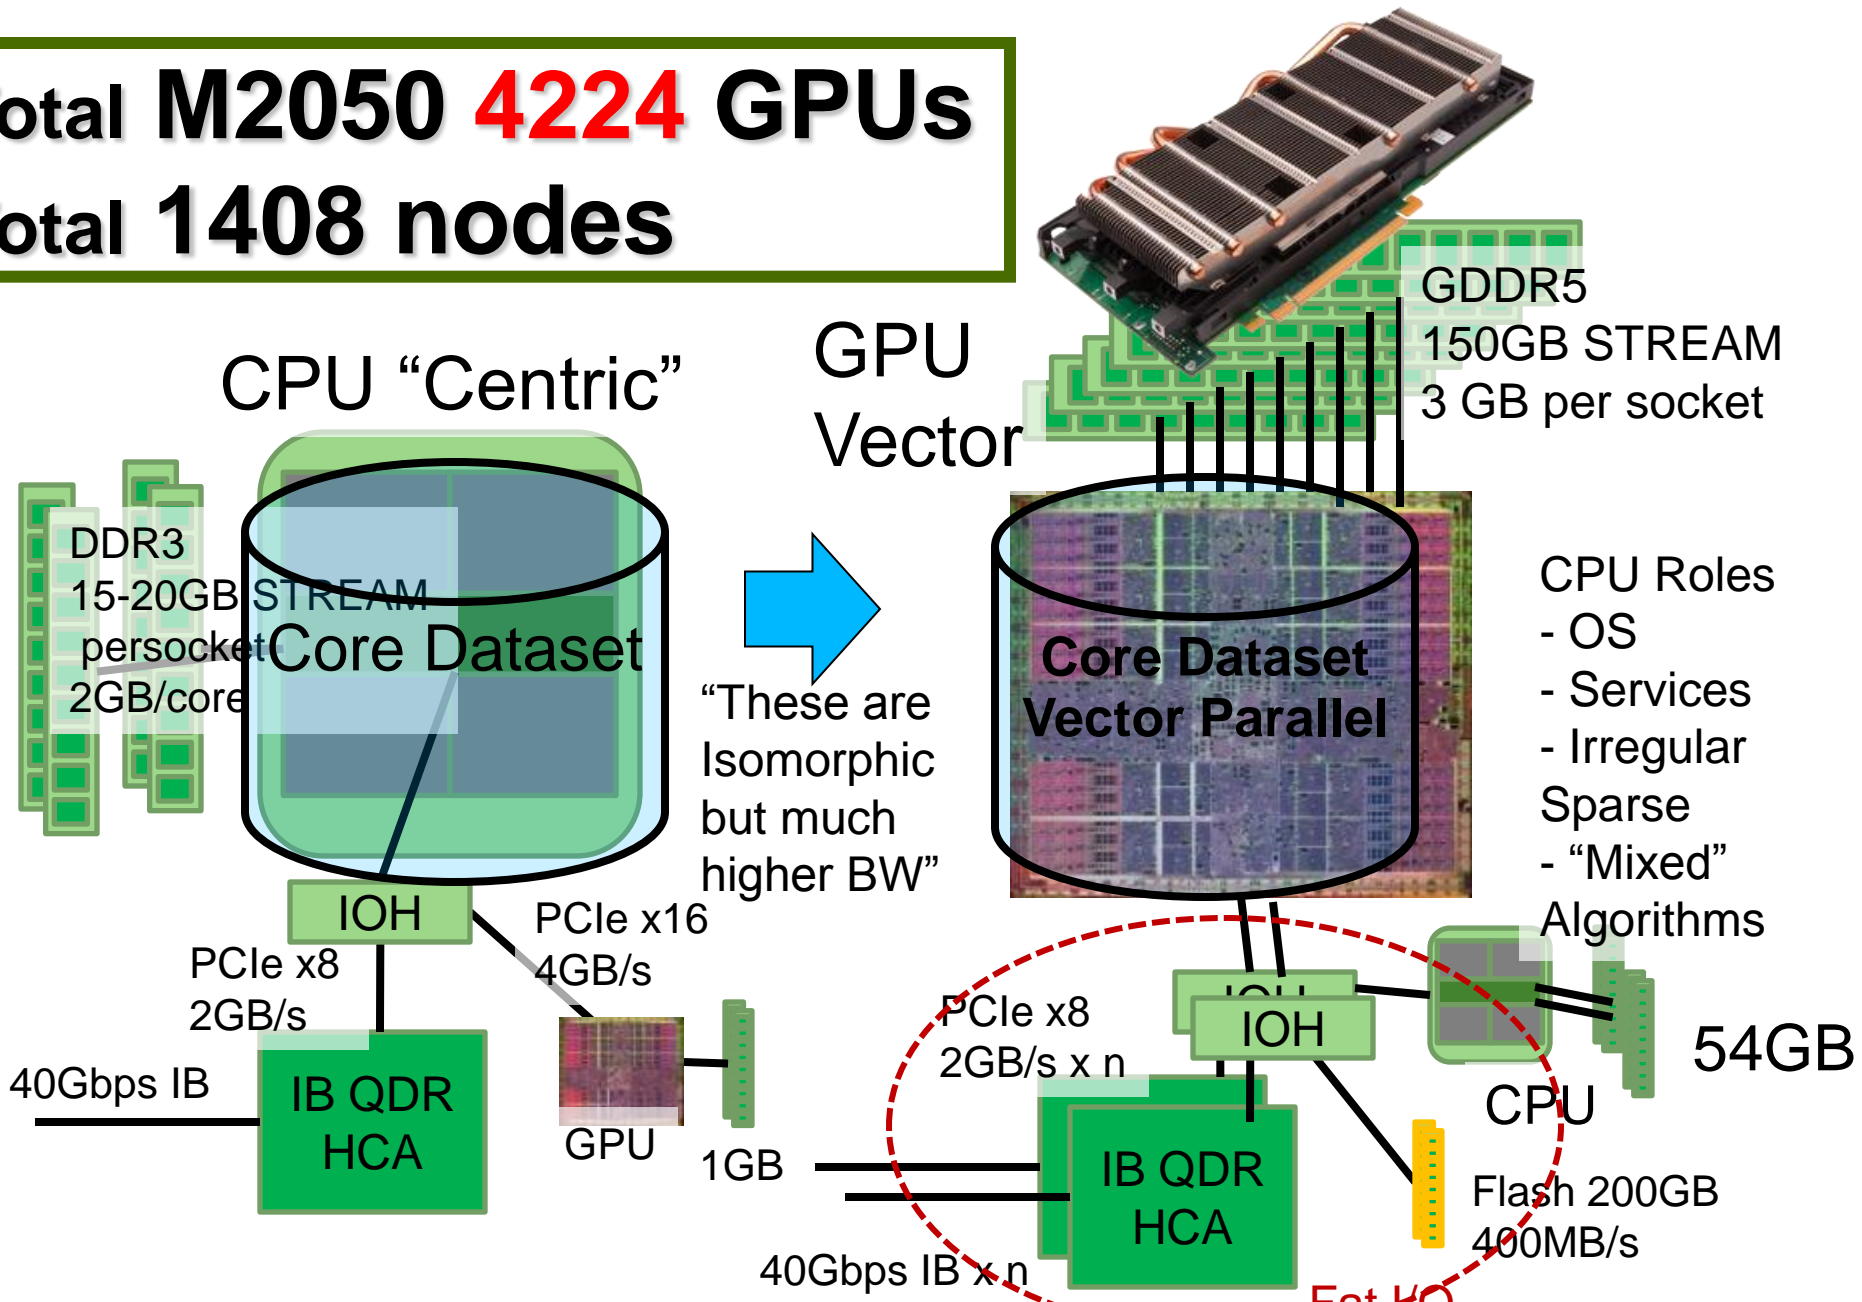 otal M2050 4224 GPUs
otal 1408 nodes
CPU “Centric”
GPU
Vector
GDDR5
150GB STREAM
3 GB per socket
DDR3
15-20GB STREAM
persocket
2GB/core
Core Dataset
“These are
Isomorphic
but much
higher BW”
Core Dataset
Vector Parallel
CPU Roles
- OS
- Services
- Irregular
Sparse
- “Mixed”
Algorithms
IOH
PCIe x16
4GB/s
PCIe x8
2GB/s
40Gbps IB
IB QDR
HCA
GPU
1GB
PCIe x8
2GB/s x n
IOH
IOH
CPU
54GB
IB QDR
HCA
40Gbps IB x n
Flash 200GB
400MB/s
Fat I/O